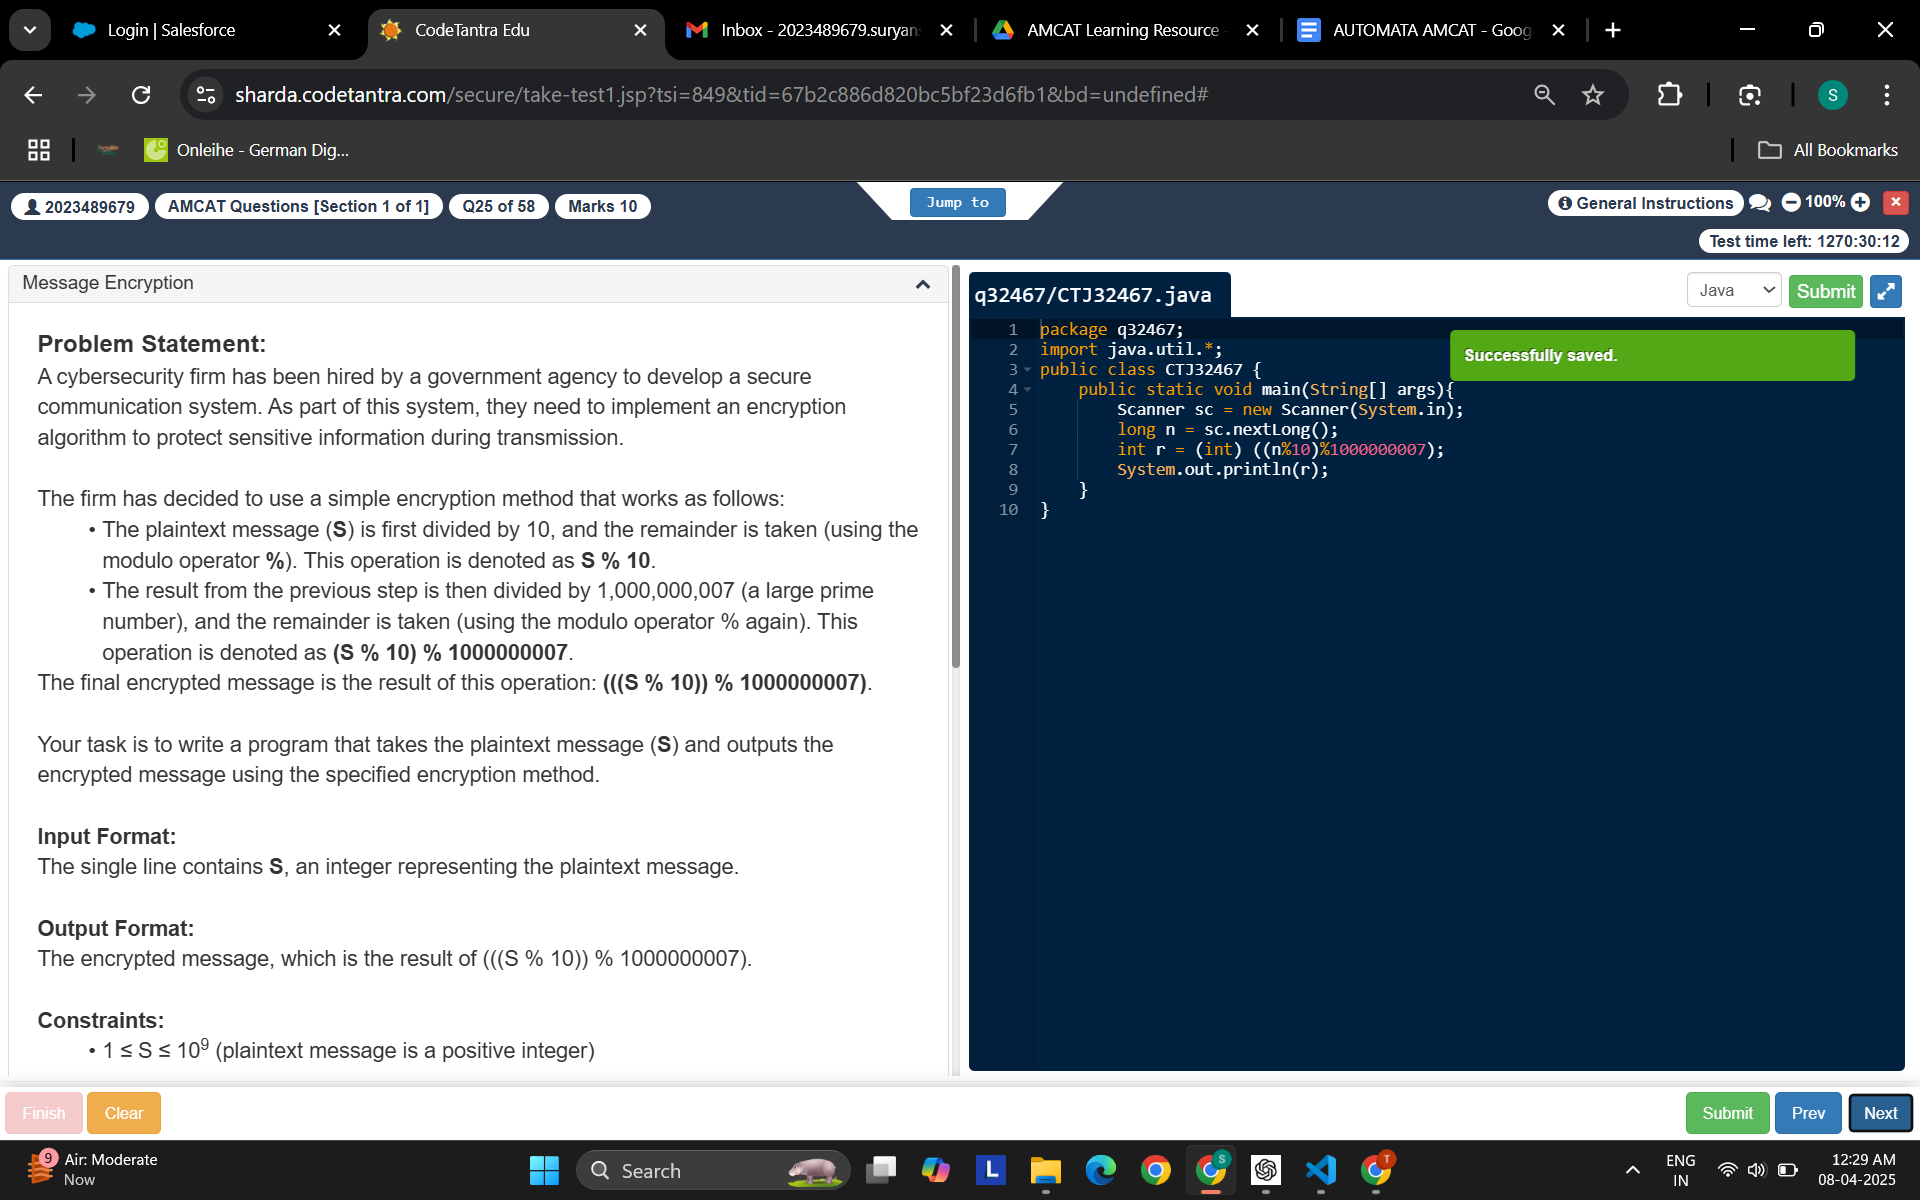 Login | Salesforce
CodeTantra Edu
Inbox - 2023489679.suryan
AMCAT Learning Resource
AUTOMATA AMCAT - Goog
sharda.codetantra.com/secure/take-test1.jsp?tsi=849&tid=67b2c886d820bc5bf23d6fb1&bd=undefined#
S
Onleihe - German Dig...
All Bookmarks
2023489679
AMCAT Questions [Section 1 of 1]
Q25 of 58
Marks 10
Jump to
General Instructions
100%
Test time left: 1270:30:12
Message Encryption
Problem Statement:
A cybersecurity firm has been hired by a government agency to develop a secure
communication system. As part of this system, they need to implement an encryption
algorithm to protect sensitive information during transmission.
The firm has decided to use a simple encryption method that works as follows:
• The plaintext message (S) is first divided by 10, and the remainder is taken (using the
modulo operator %). This operation is denoted as S % 10.
• The result from the previous step is then divided by 1,000,000,007 (a large prime
number), and the remainder is taken (using the modulo operator % again). This
operation is denoted as (S % 10) % 1000000007.
The final encrypted message is the result of this operation: (((S % 10)) % 1000000007).
Your task is to write a program that takes the plaintext message (S) and outputs the
encrypted message using the specified encryption method.
Input Format:
The single line contains S, an integer representing the plaintext message.
Output Format:
The encrypted message, which is the result of (((S % 10)) % 1000000007).
Constraints:
• 1 ≤ S ≤ 10⁹ (plaintext message is a positive integer)
q32467/CTJ32467.java
Java
Submit
Successfully saved.
1 package q32467;
2 import java.util.*;
3 public class CTJ32467 {
4 public static void main(String[] args){
5 Scanner sc = new Scanner(System.in);
6 long n = sc.nextLong();
7 int r = (int) ((n%10)%1000000007);
8 System.out.println(r);
9 }
10 }
Finish
Clear
Submit
Prev
Next
9
Air: Moderate
Now
Search
L
S
T
ENG
IN
12:29 AM
08-04-2025